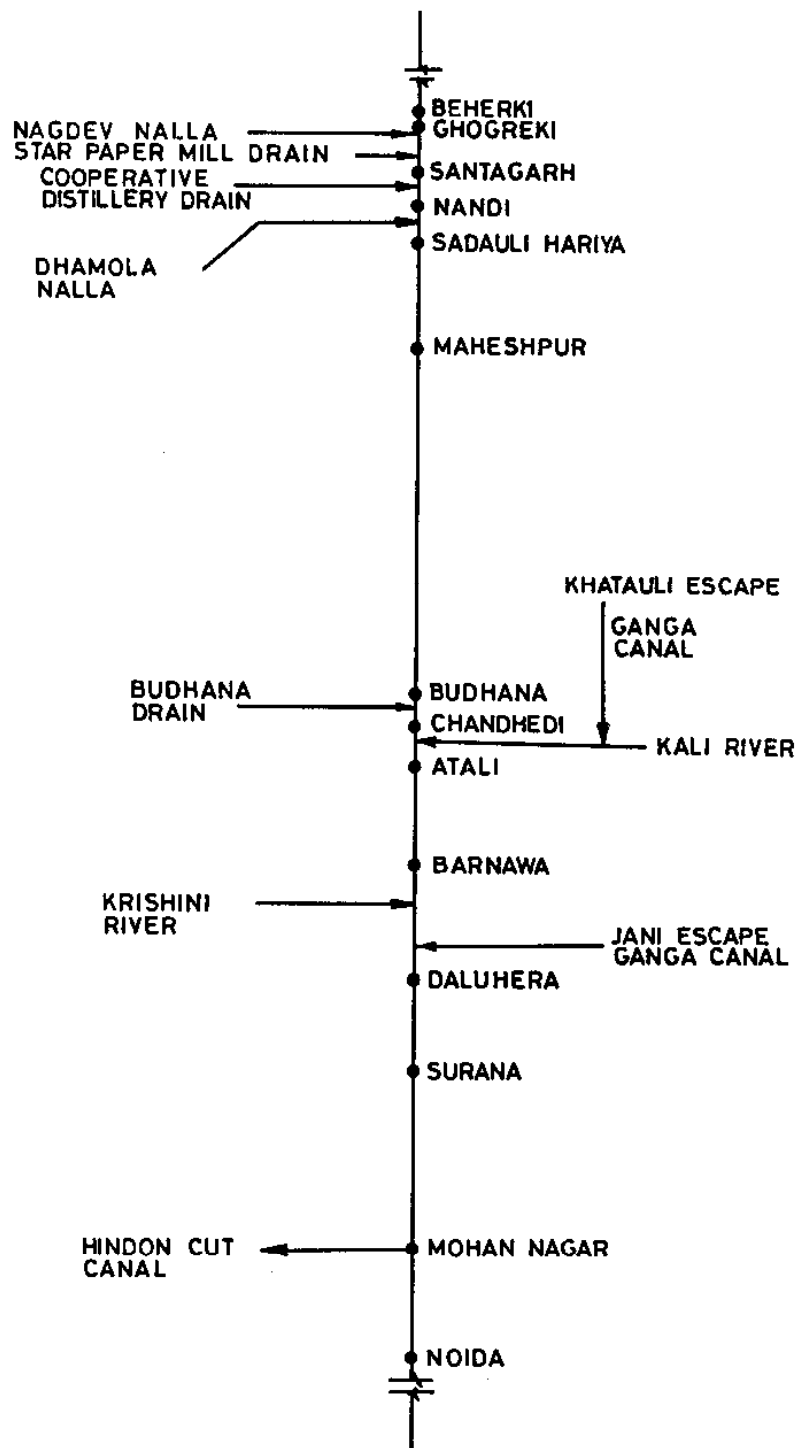 BEHERKI
NAGDEV NALLA
GHOGREKI
STAR PAPER MILL DRAIN
SANTAGARH
COOPERATIVE
DISTILLERY DRAIN
NANDI
SADAULI HARIYA
DHAMOLA
NALLA
MAHESHPUR
KHATAULI ESCAPE
GANGA
CANAL
BUDHANA
DRAIN
BUDHANA
CHANDHEDI
KALI RIVER
ATALI
BARNAWA
KRISHINI
RIVER
JANI ESCAPE
GANGA CANAL
DALUHERA
SURANA
HINDON CUT
CANAL
MOHAN NAGAR
NOIDA